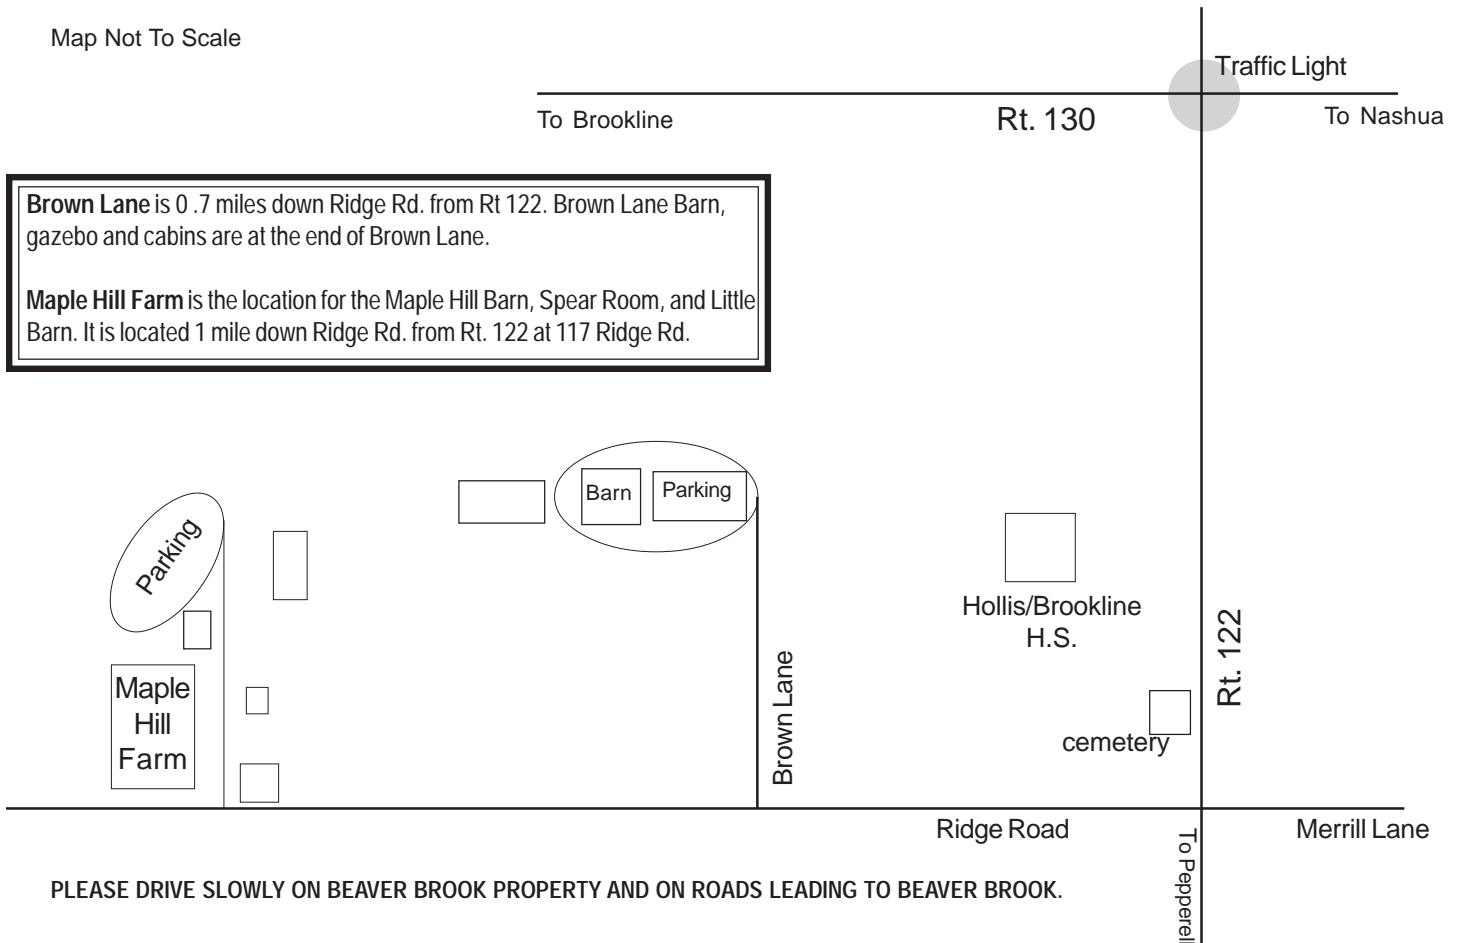 Map Not To Scale
Traffic Light
To Brookline
Rt. 130
To Nashua
Brown Lane is 0 .7 miles down Ridge Rd. from Rt 122. Brown Lane Barn,
gazebo and cabins are at the end of Brown Lane.
Maple Hill Farm is the location for the Maple Hill Barn, Spear Room, and Little
Barn. It is located 1 mile down Ridge Rd. from Rt. 122 at 117 Ridge Rd.
Barn
Parking
Parking
Hollis/Brookline
H.S.
Rt. 122
Maple
Hill
Farm
Brown Lane
cemetery
Ridge Road
Merrill Lane
To Pepperell
PLEASE DRIVE SLOWLY ON BEAVER BROOK PROPERTY AND ON ROADS LEADING TO BEAVER BROOK.